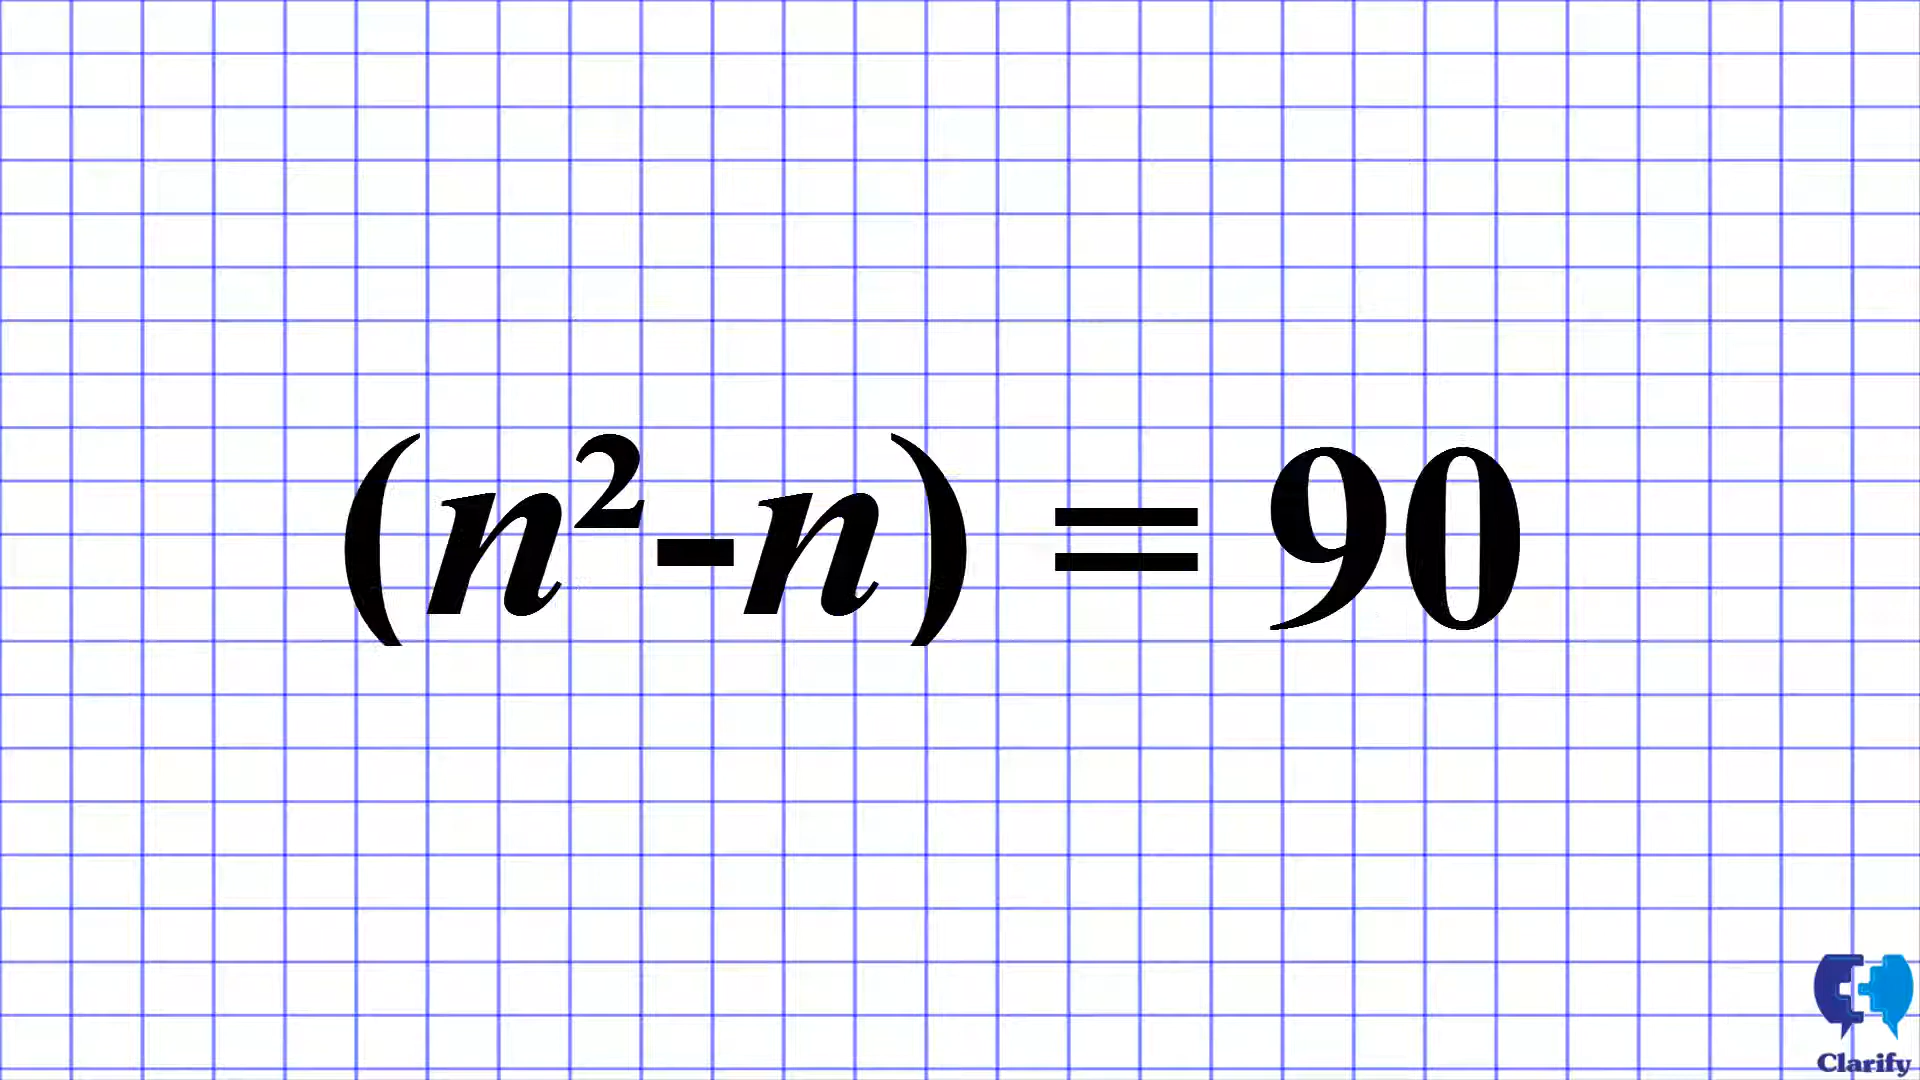 (n²-n) = 90
Clarify